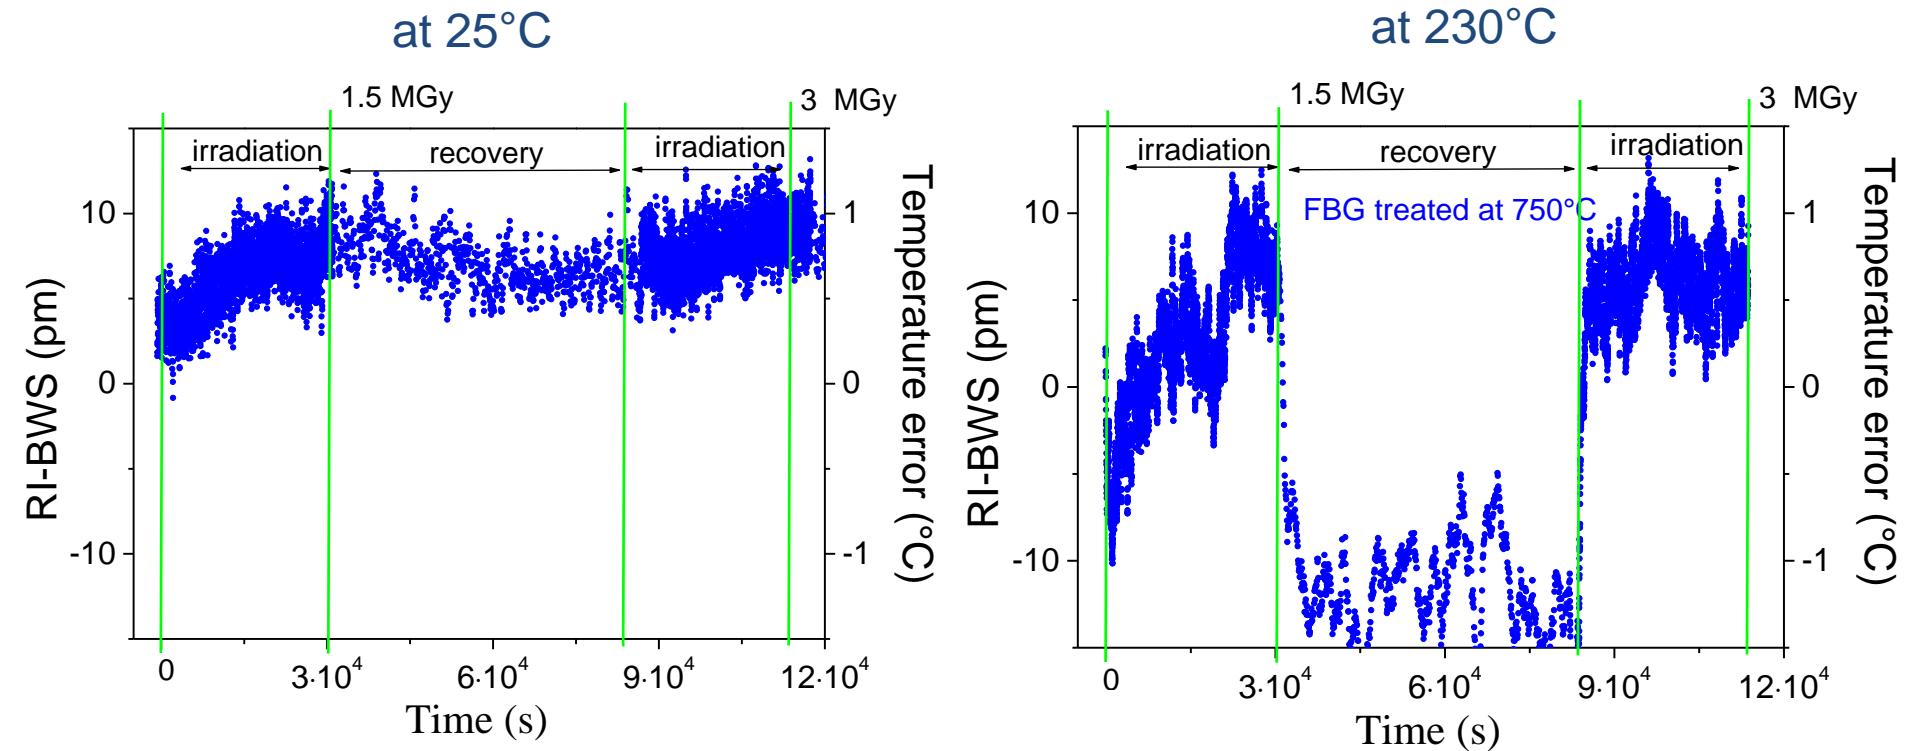 at 25°C
1.5 MGy
3 MGy
irradiation
recovery
irradiation
10
0
-10
1
0
-1
RI-BWS (pm)
Temperature error (°C)
0
3·10⁴
6·10⁴
9·10⁴
12·10⁴
Time (s)
at 230°C
1.5 MGy
3 MGy
irradiation
recovery
irradiation
FBG treated at 750°C
10
0
-10
1
0
-1
RI-BWS (pm)
Temperature error (°C)
0
3·10⁴
6·10⁴
9·10⁴
12·10⁴
Time (s)